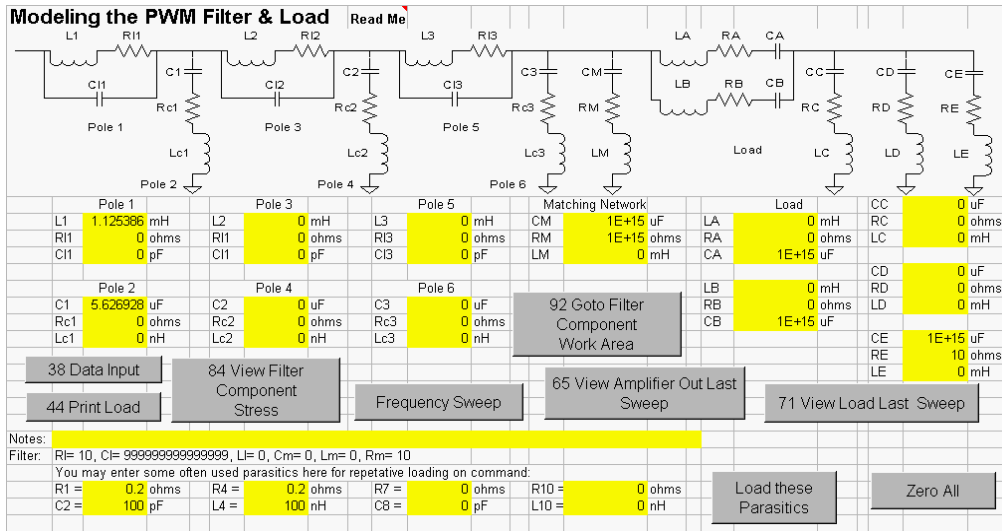 Modeling the PWM Filter & Load Read Me
L1 Rl1 L2 Rl2 L3 Rl3 LA RA CA
C1 C2 C3 CM CC CD CE
Cl1 Cl2 Cl3 LB RB CB
Rc1 Rc2 Rc3 RM RC RD RE
Pole 1 Pole 3 Pole 5
Lc1 Lc2 Lc3 LM Load LC LD LE
Pole 2 Pole 4 Pole 6
Pole 1 Pole 3 Pole 5 Matching Network Load CC 0 uF
L1 1.125386 mH L2 0 mH L3 0 mH CM 1E+15 uF LA 0 mH RC 0 ohms
Rl1 0 ohms Rl1 0 ohms Rl3 0 ohms RM 1E+15 ohms RA 0 ohms LC 0 mH
Cl1 0 pF Cl1 0 pF Cl3 0 pF LM 0 mH CA 1E+15 uF
CD 0 uF
Pole 2 Pole 4 Pole 6 LB 0 mH RD 0 ohms
C1 5.626928 uF C2 0 uF C3 0 uF RB 0 ohms LD 0 mH
Rc1 0 ohms Rc2 0 ohms Rc3 0 ohms CB 1E+15 uF
Lc1 0 nH Lc2 0 nH Lc3 0 nH CE 1E+15 uF
RE 10 ohms
LE 0 mH
92 Goto Filter
Component
Work Area
38 Data Input
84 View Filter
Component
Stress
44 Print Load
Frequency Sweep
65 View Amplifier Out Last
Sweep
71 View Load Last Sweep
Notes:
Filter: Rl= 10, Cl= 999999999999999, Ll= 0, Cm= 0, Lm= 0, Rm= 10
You may enter some often used parasitics here for repetative loading on command:
R1 = 0.2 ohms R4 = 0.2 ohms R7 = 0 ohms R10 = 0 ohms
C2 = 100 pF L4 = 100 nH C8 = 0 pF L10 = 0 nH
Load these
Parasitics
Zero All